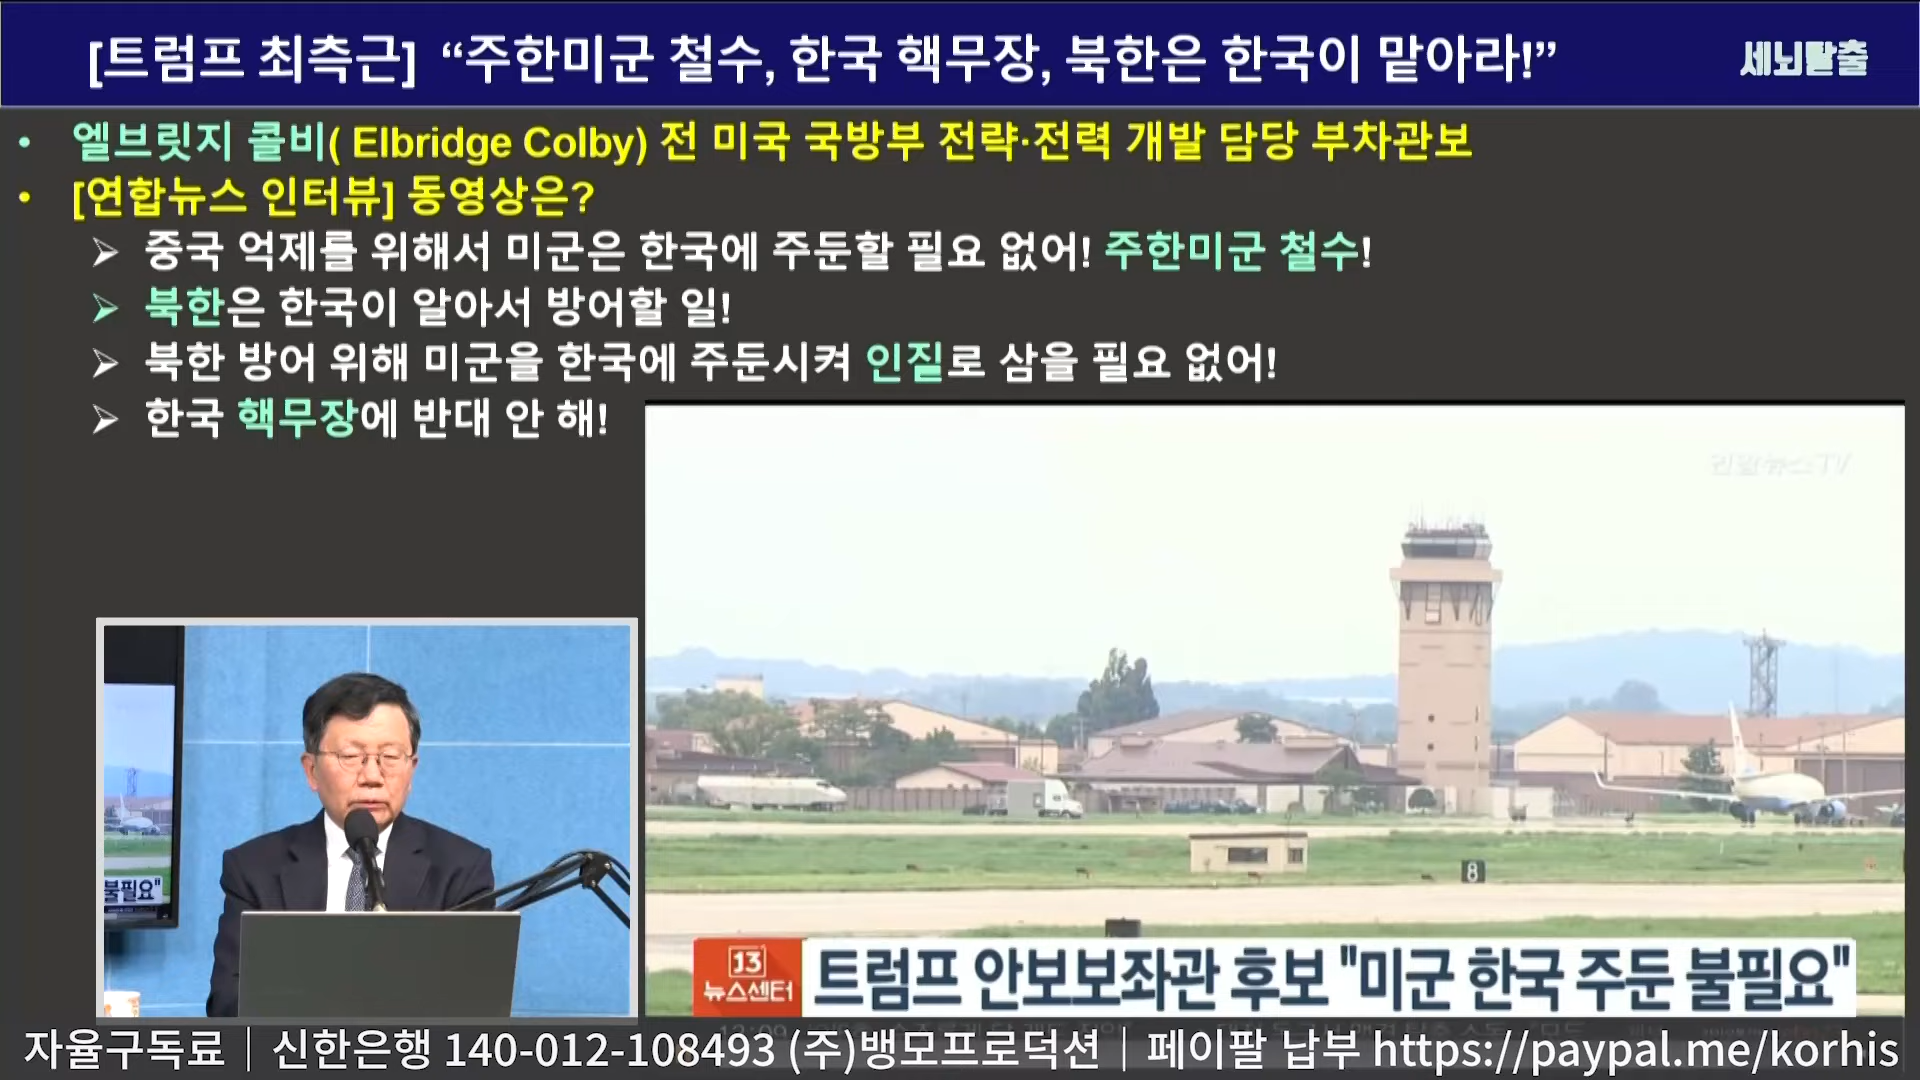 [트럼프 최측근] “주한미군 철수, 한국 핵무장, 북한은 한국이 맡아라!”
세뇌탈출
• 엘브릿지 콜비( Elbridge Colby) 전 미국 국방부 전략·전력 개발 담당 부차관보
• [연합뉴스 인터뷰] 동영상은?
➢ 중국 억제를 위해서 미군은 한국에 주둔할 필요 없어! 주한미군 철수!
➢ 북한은 한국이 알아서 방어할 일!
➢ 북한 방어 위해 미군을 한국에 주둔시켜 인질로 삼을 필요 없어!
➢ 한국 핵무장에 반대 안 해!
연합뉴스TV
8
불필요"
13
뉴스센터
트럼프 안보보좌관 후보 "미군 한국 주둔 불필요"
자율구독료｜신한은행 140-012-108493 (주)뱅모프로덕션｜페이팔 납부 https://paypal.me/korhis